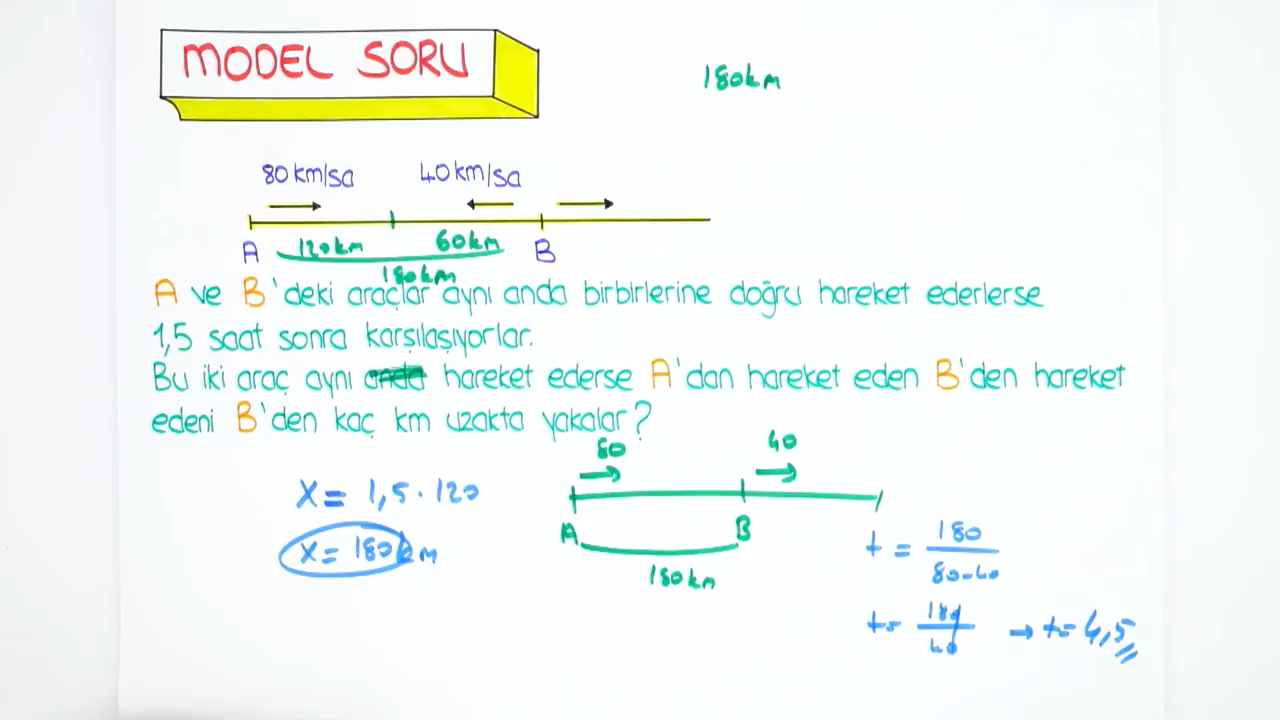 MODEL SORU
180km
80 km/sa 40 km/sa
120km 60km
A B
180km
A ve B'deki araçlar aynı anda birbirlerine doğru hareket ederlerse
1,5 saat sonra karşılaşıyorlar.
Bu iki araç aynı anda hareket ederse A'dan hareket eden B'den hareket
edeni B'den kaç km uzakta yakalar?
80 40
x = 1,5 · 120
A B
x = 180km
180km
t = 180 / 80-40
t = 180 / 40 → t = 4,5